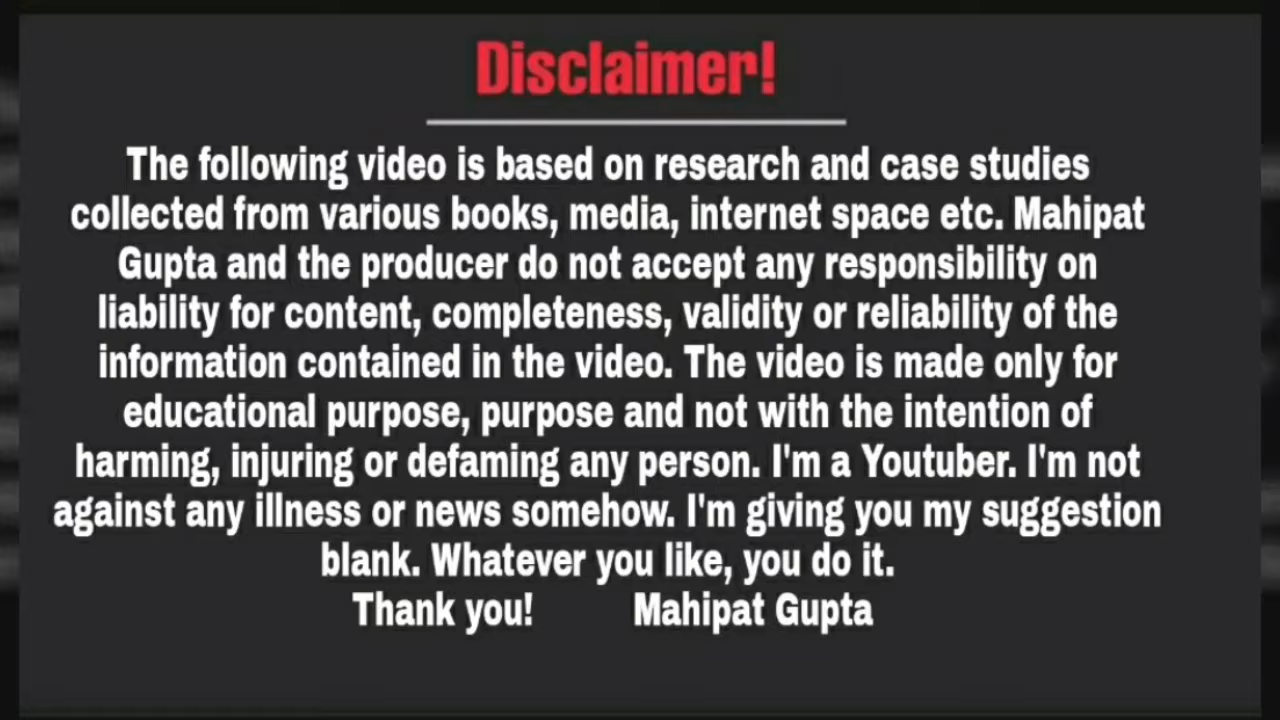 Disclaimer!
The following video is based on research and case studies
collected from various books, media, internet space etc. Mahipat
Gupta and the producer do not accept any responsibility on
liability for content, completeness, validity or reliability of the
information contained in the video. The video is made only for
educational purpose, purpose and not with the intention of
harming, injuring or defaming any person. I'm a Youtuber. I'm not
against any illness or news somehow. I'm giving you my suggestion
blank. Whatever you like, you do it.
Thank you! Mahipat Gupta